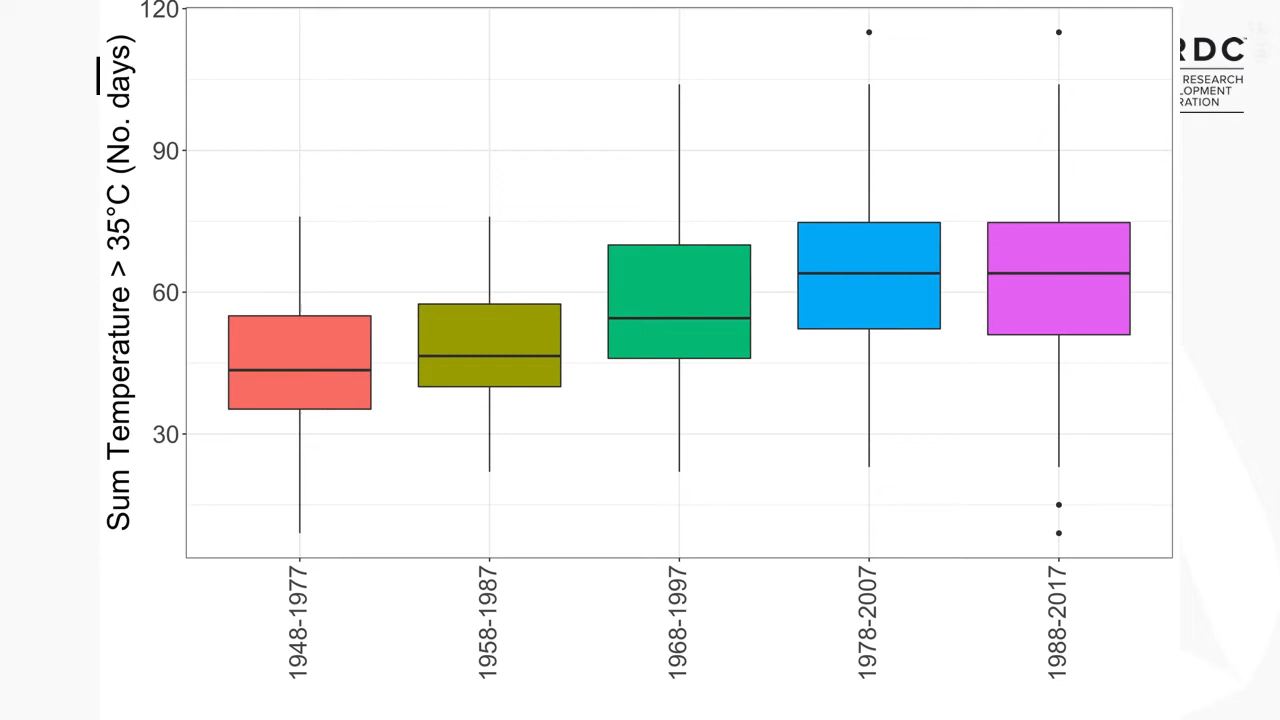 120
90
60
30
Sum Temperature > 35°C (No. days)
1948-1977
1958-1987
1968-1997
1978-2007
1988-2017
RDC
RESEARCH
LOPMENT
RATION